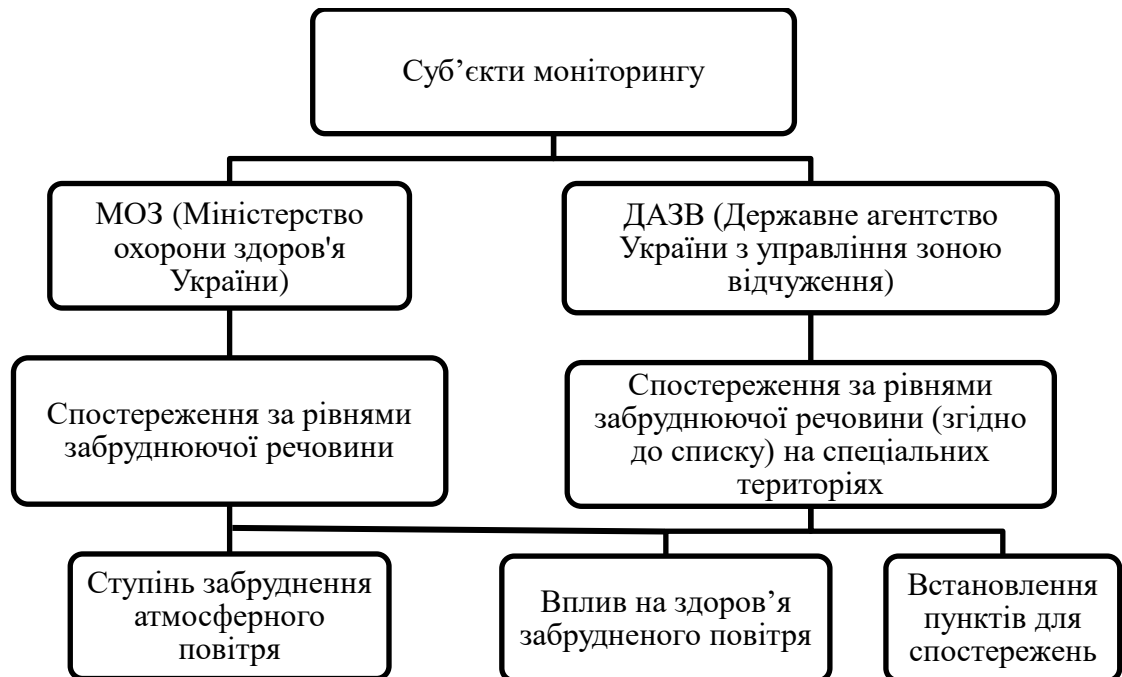 Суб’єкти моніторингу
МОЗ (Міністерство
охорони здоров'я
України)
ДАЗВ (Державне агентство
України з управління зоною
відчуження)
Спостереження за рівнями
забруднюючої речовини
Спостереження за рівнями
забруднюючої речовини (згідно
до списку) на спеціальних
територіях
Ступінь забруднення
атмосферного
повітря
Вплив на здоров’я
забрудненого повітря
Встановлення
пунктів для
спостережень